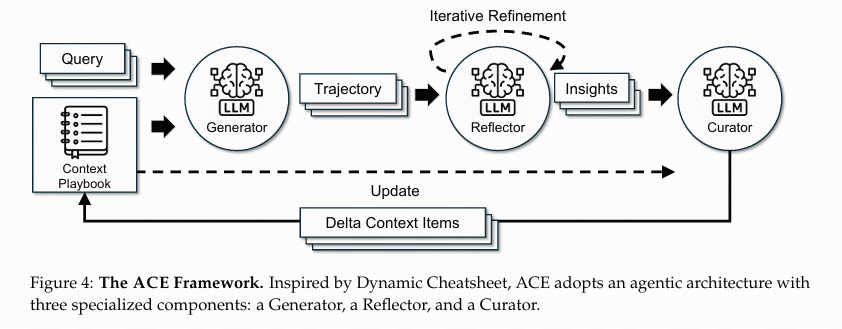 Iterative Refinement
Query
LLM
Generator
Trajectory
LLM
Reflector
Insights
LLM
Curator
Context
Playbook
Update
Delta Context Items
Figure 4: The ACE Framework. Inspired by Dynamic Cheatsheet, ACE adopts an agentic architecture with
three specialized components: a Generator, a Reflector, and a Curator.